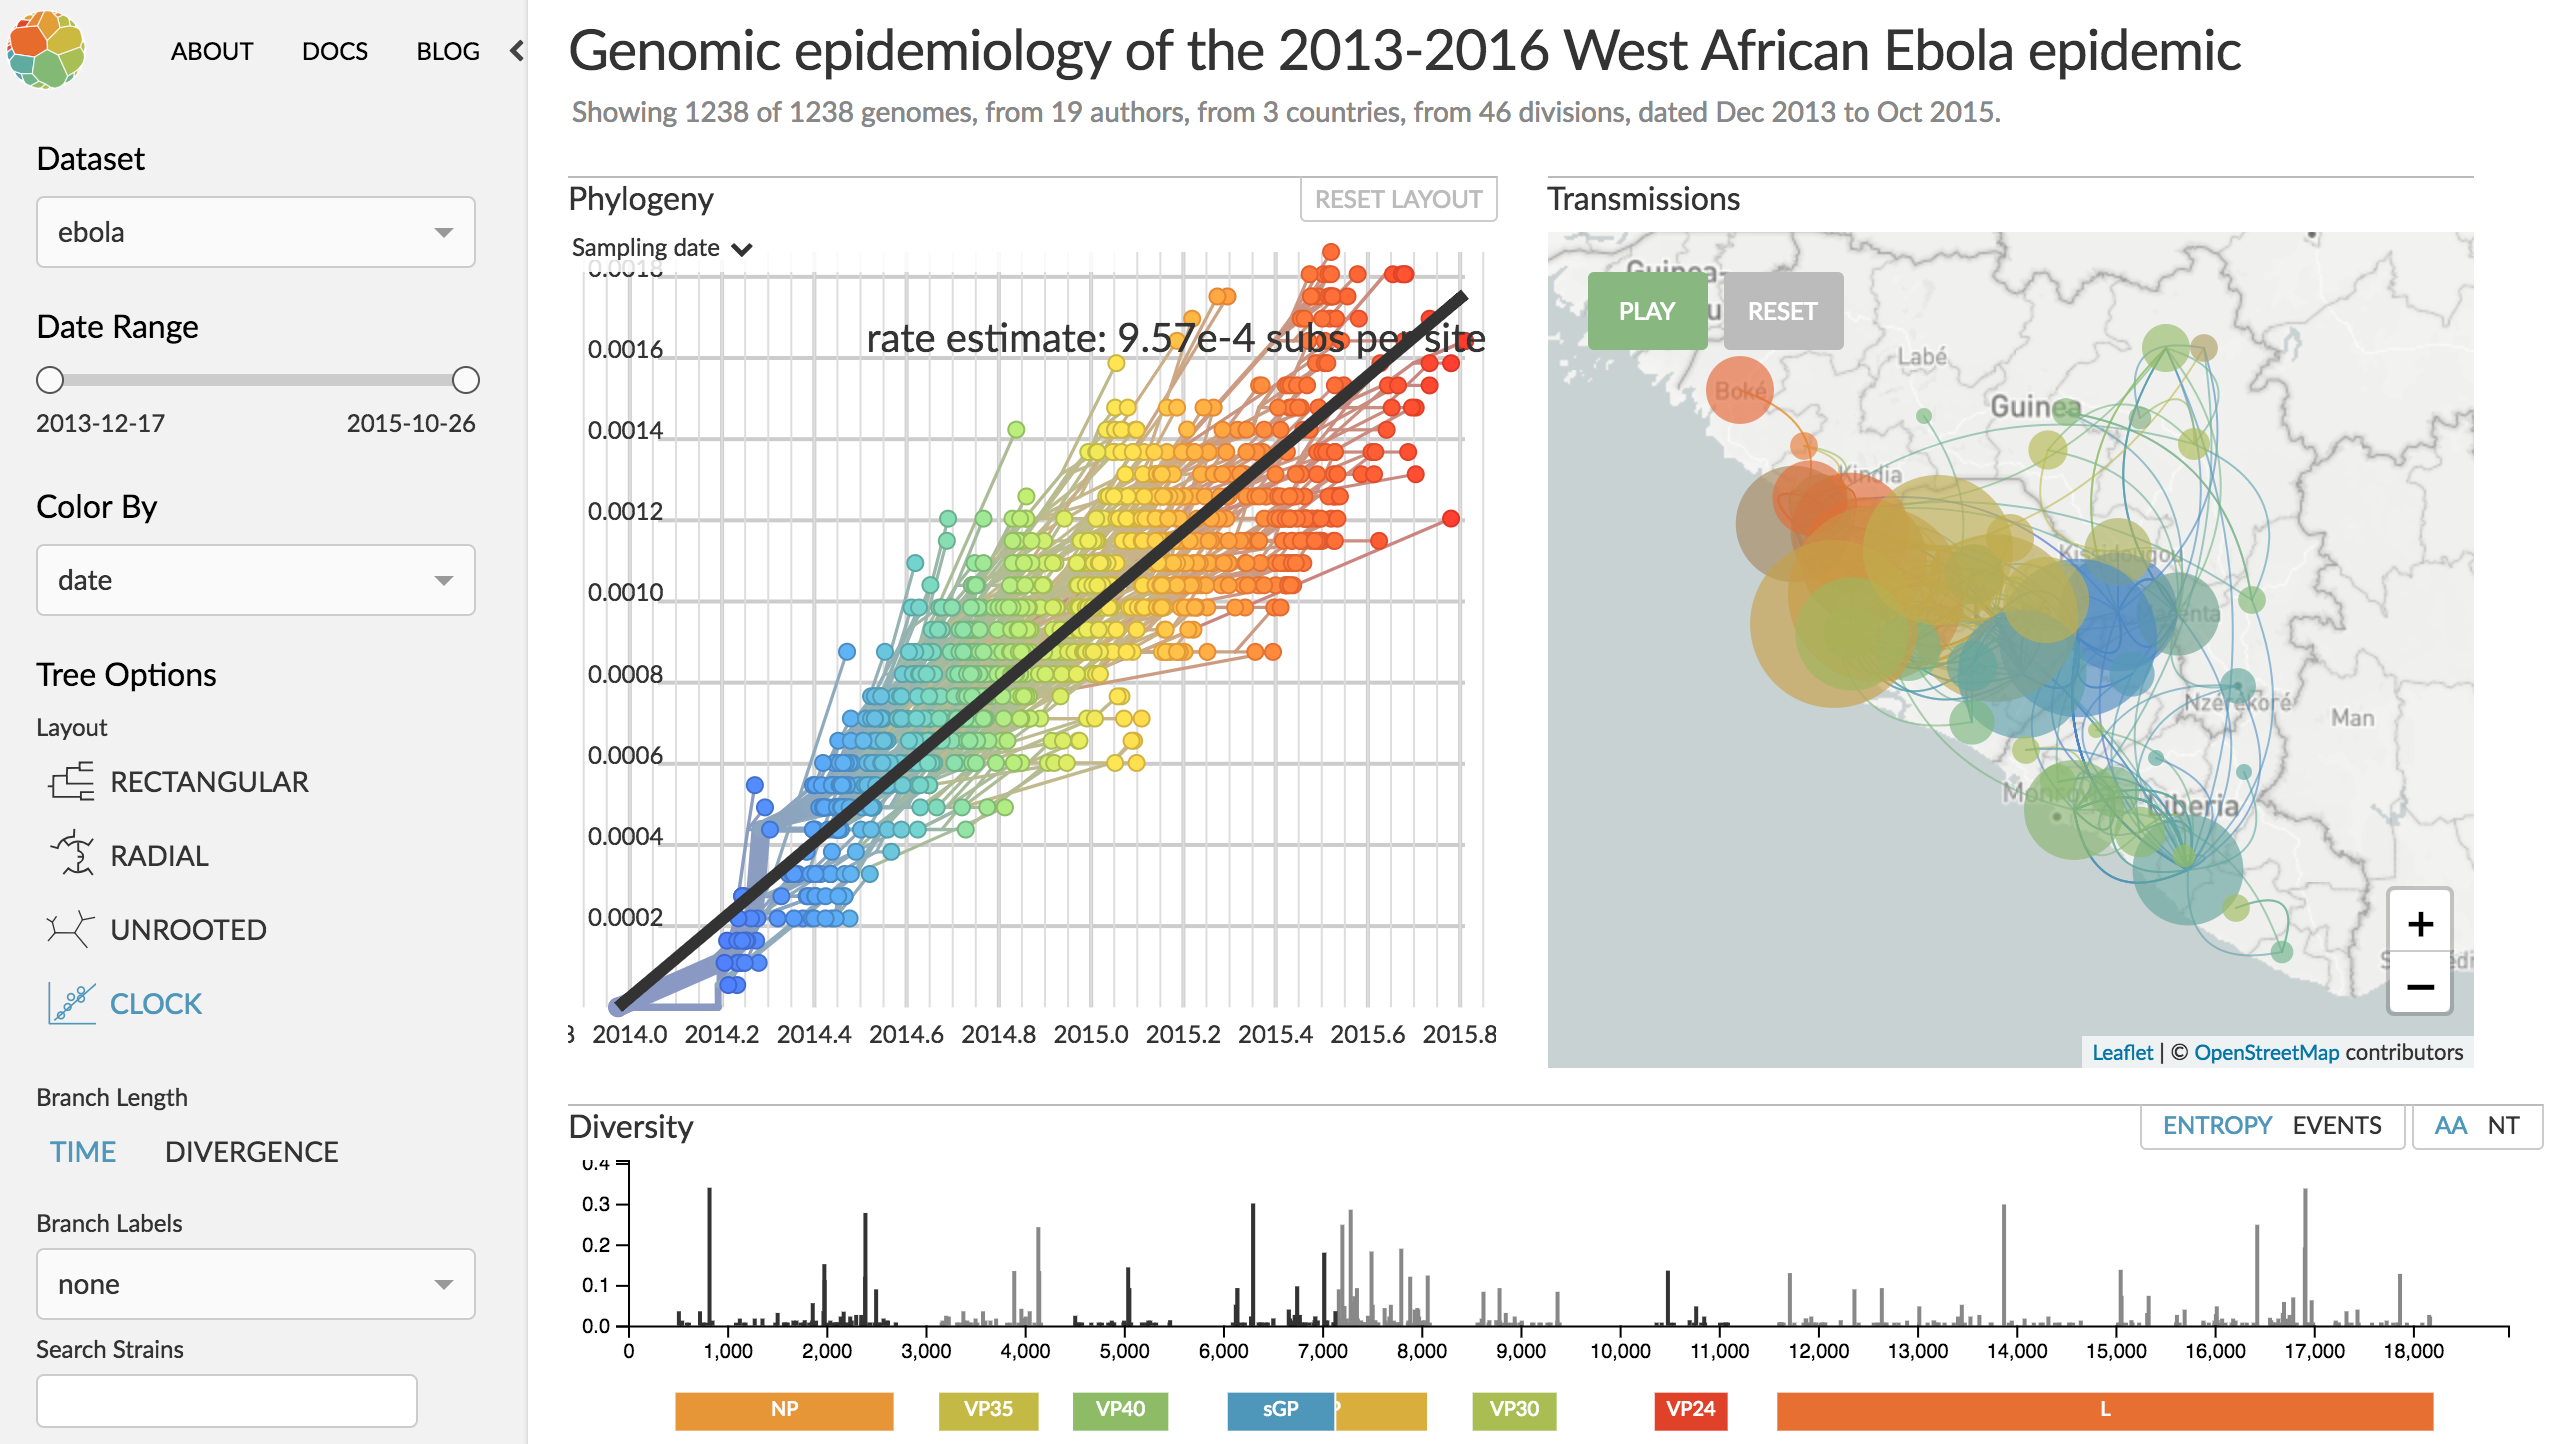 ABOUT DOCS BLOG
Dataset
ebola
Date Range
2013-12-17 2015-10-26
Color By
date
Tree Options
Layout
RECTANGULAR
RADIAL
UNROOTED
CLOCK
Branch Length
TIME DIVERGENCE
Branch Labels
none
Search Strains
Genomic epidemiology of the 2013-2016 West African Ebola epidemic
Showing 1238 of 1238 genomes, from 19 authors, from 3 countries, from 46 divisions, dated Dec 2013 to Oct 2015.
Phylogeny
RESET LAYOUT
Sampling date
0.0018
rate estimate: 9.57e-4 subs per site
0.0016
0.0014
0.0012
0.0010
0.0008
0.0006
0.0004
0.0002
2014.0 2014.2 2014.4 2014.6 2014.8 2015.0 2015.2 2015.4 2015.6 2015.8
Transmissions
PLAY RESET
Labé
Boké
Guinea
Kindia
Kissidougou
Nzérékoré
Man
Liberia
+
−
Leaflet | © OpenStreetMap contributors
Diversity
ENTROPY EVENTS AA NT
0.4
0.3
0.2
0.1
0.0
0 1,000 2,000 3,000 4,000 5,000 6,000 7,000 8,000 9,000 10,000 11,000 12,000 13,000 14,000 15,000 16,000 17,000 18,000
NP VP35 VP40 sGP VP30 VP24 L